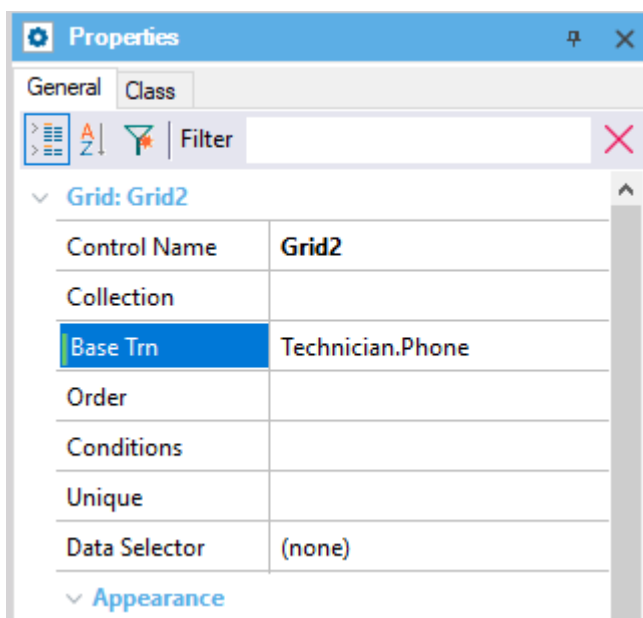 Properties
General Class
A Z Filter
Grid: Grid2
Control Name Grid2
Collection
Base Trn Technician.Phone
Order
Conditions
Unique
Data Selector (none)
Appearance